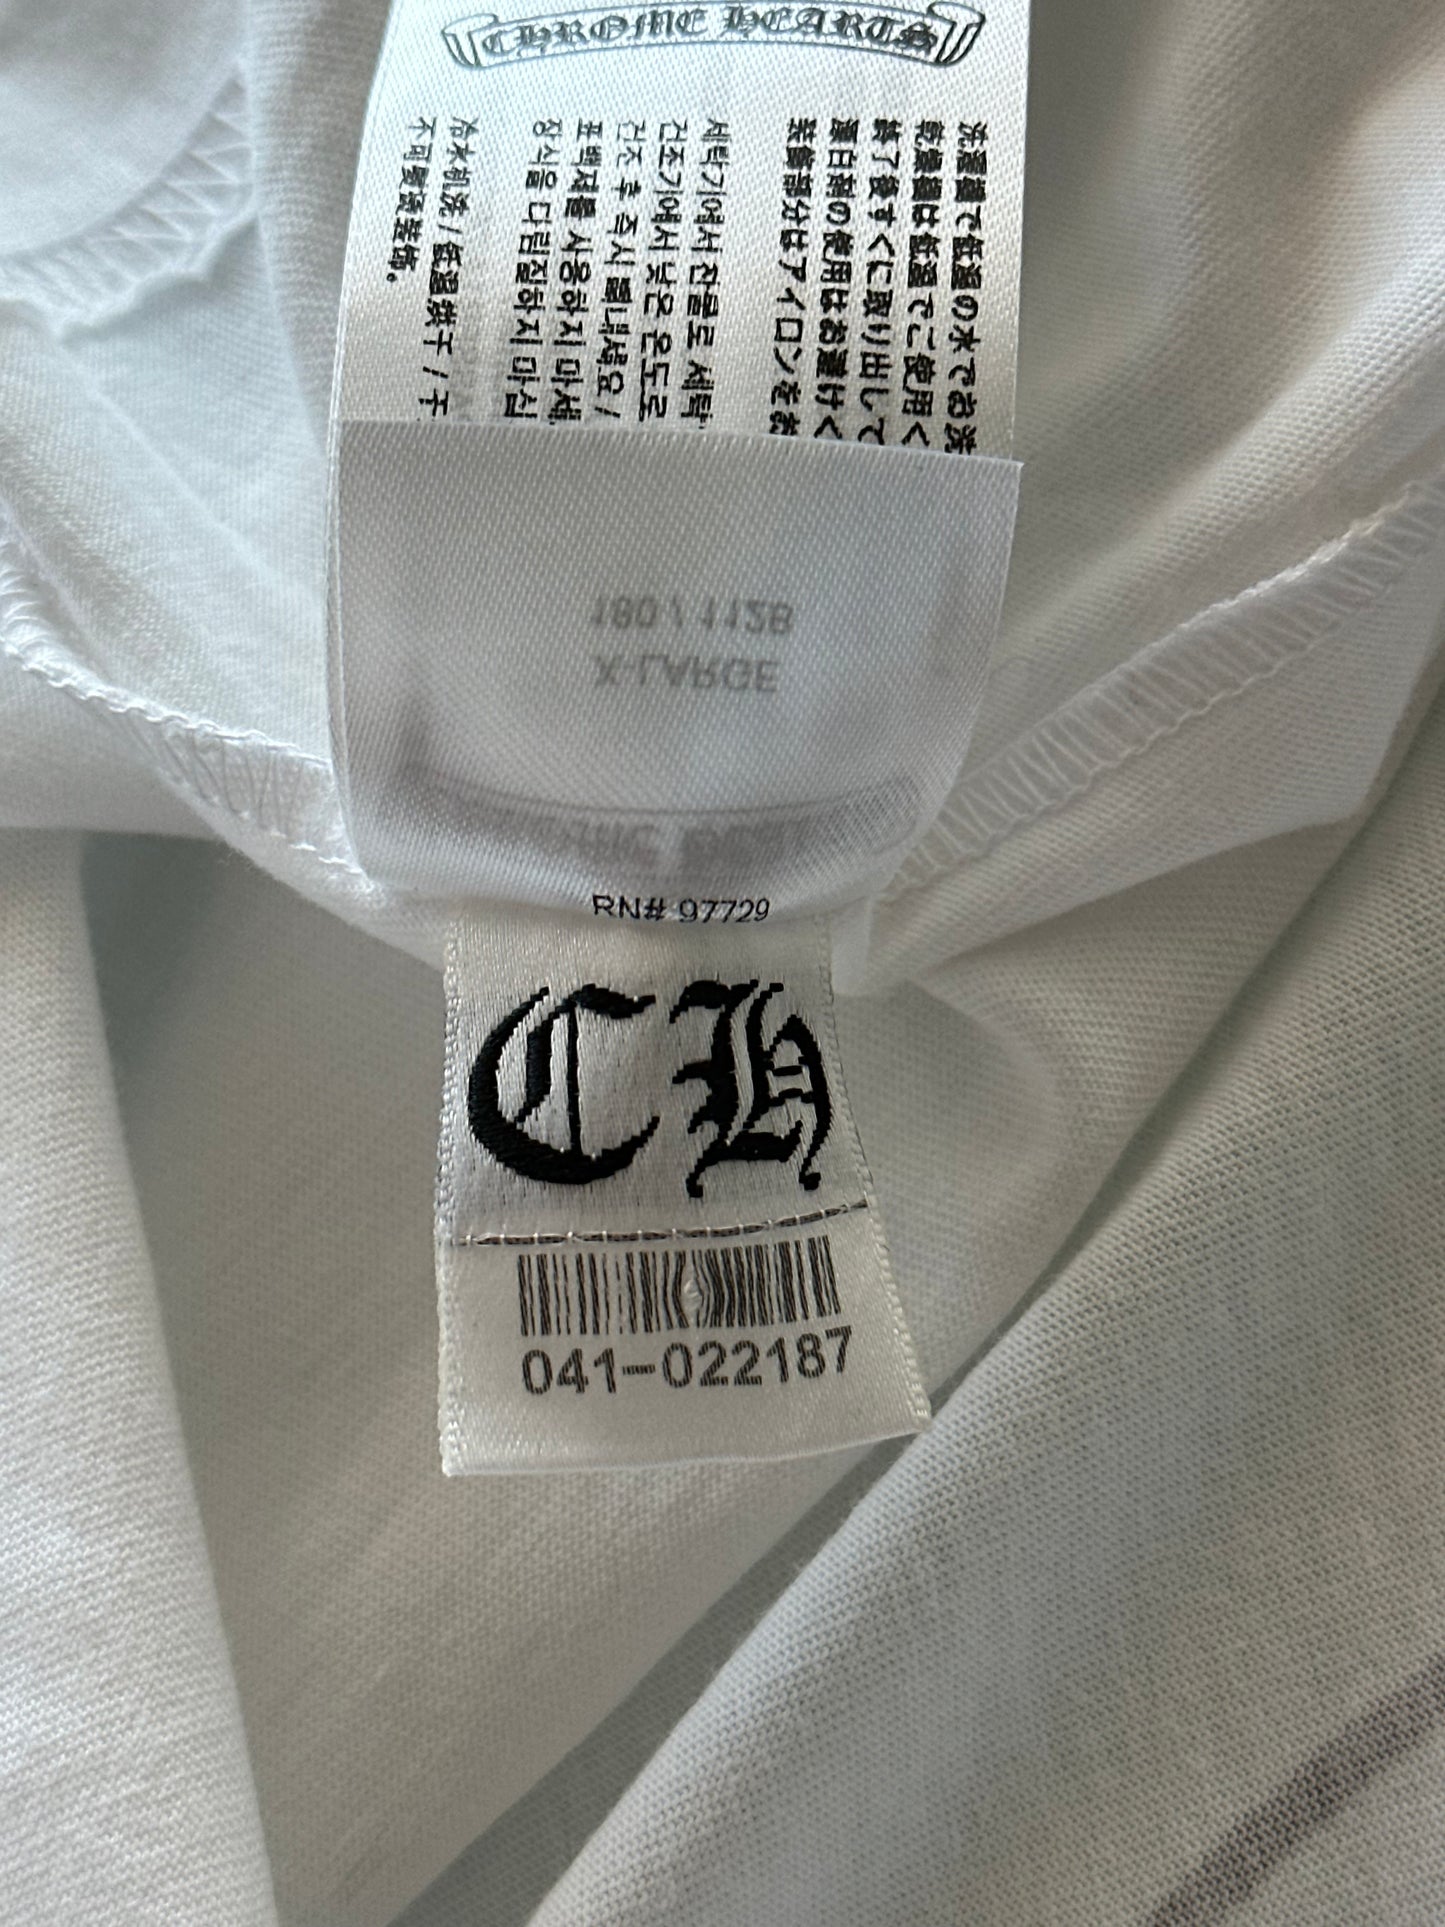 CHROME HEARTS
洗濯機で低温の水でお洗
乾燥機は低温でご使用く
終了後すぐに取り出して
漂白剤の使用はお避けく
装飾部分はアイロンをお
세탁기에서 찬물로 세탁
건조기에서 낮은 온도로
건조 후 즉시 빼내세요 /
표백제를 사용하지 마세
장식을 다림질하지 마십
冷水机洗 / 低温烘干 / 干
不可熨烫装饰。
180 / 112B
X-LARGE
RN# 97729
CH
041-022187